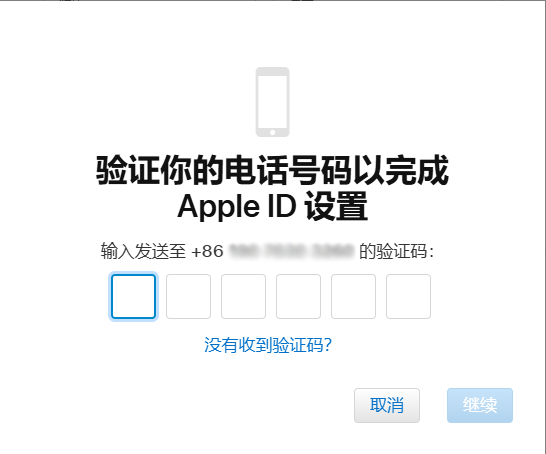 验证你的电话号码以完成
Apple ID 设置
输入发送至 +86 的验证码：
没有收到验证码？
取消
继续